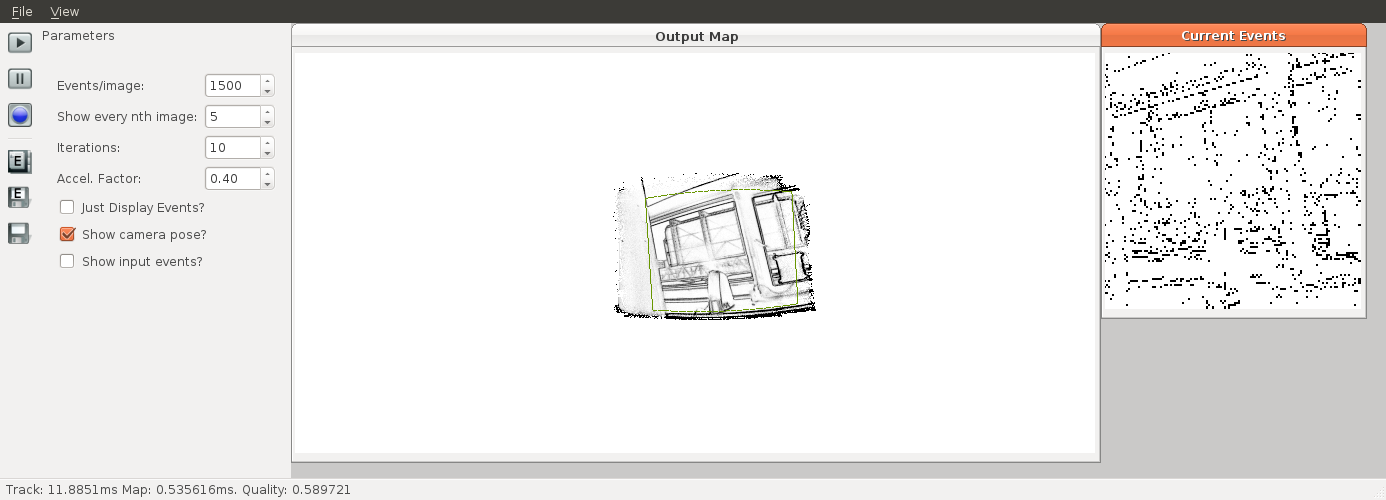 File View
Parameters
Events/image: 1500
Show every nth image: 5
Iterations: 10
Accel. Factor: 0.40
Just Display Events?
Show camera pose?
Show input events?
E
E
Output Map
Current Events
Track: 11.8851ms Map: 0.535616ms. Quality: 0.589721